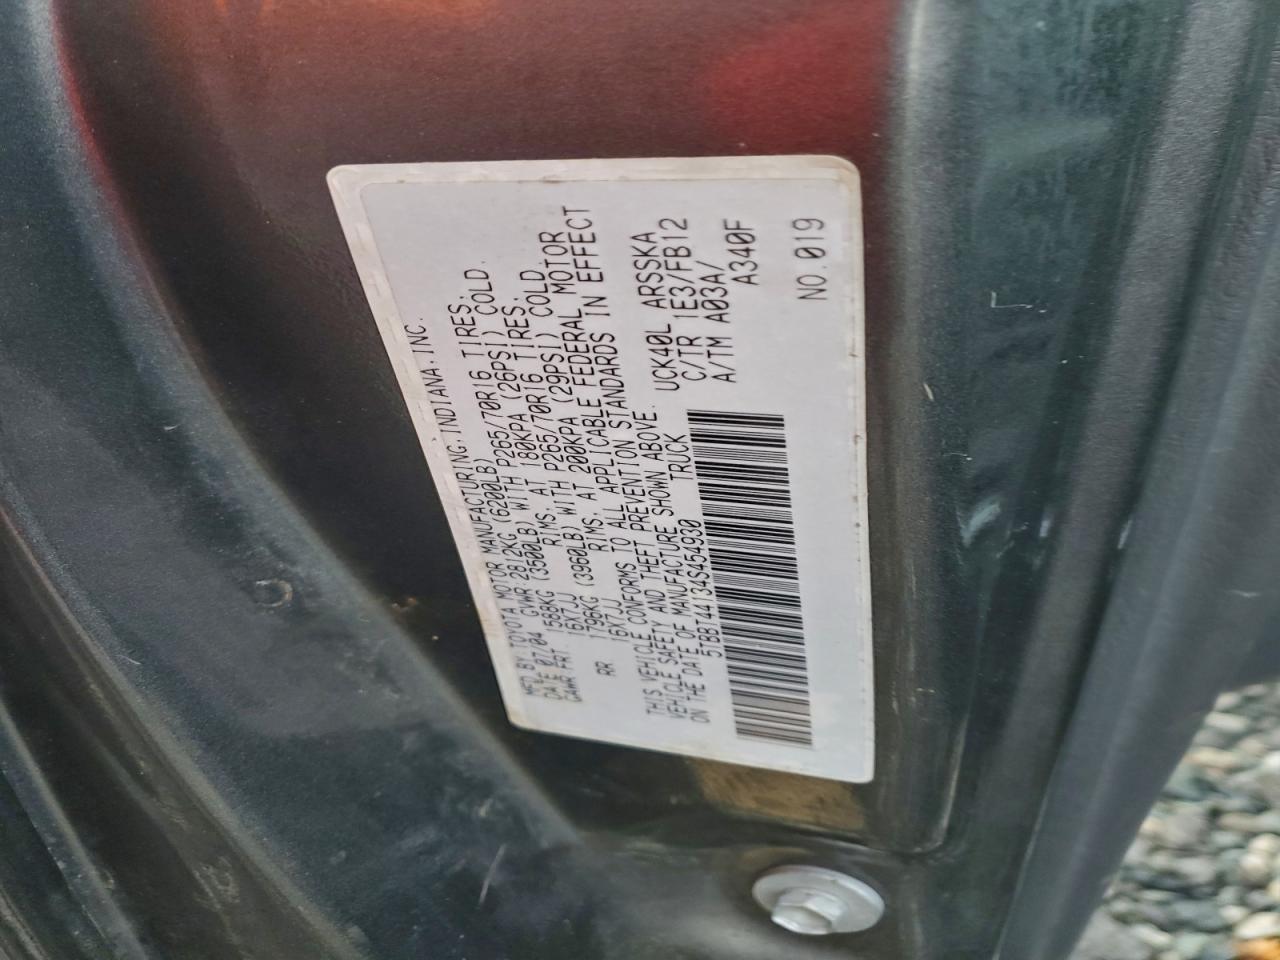 MFD BY:TOYOTA MOTOR MANUFACTURING,INDIANA,INC.
DATE:07/04 GVWR:2812KG (6200LB)
GAWR FRT. 1588KG (3500LB) WITH P265/70R16 TIRES,
16X7JJ RIMS, AT 180KPA (26PSI) COLD.
RR 1796KG (3960LB) WITH P265/70R16 TIRES,
16X7JJ RIMS, AT 200KPA (29PSI) COLD.
THIS VEHICLE CONFORMS TO ALL APPLICABLE FEDERAL MOTOR
VEHICLE SAFETY AND THEFT PREVENTION STANDARDS IN EFFECT
ON THE DATE OF MANUFACTURE SHOWN ABOVE.
5TBBT44134S454930 TRUCK
UCK40L ARSSKA
C/TR 1E3/FB12
A/TM A03A/
A340F
NO.019